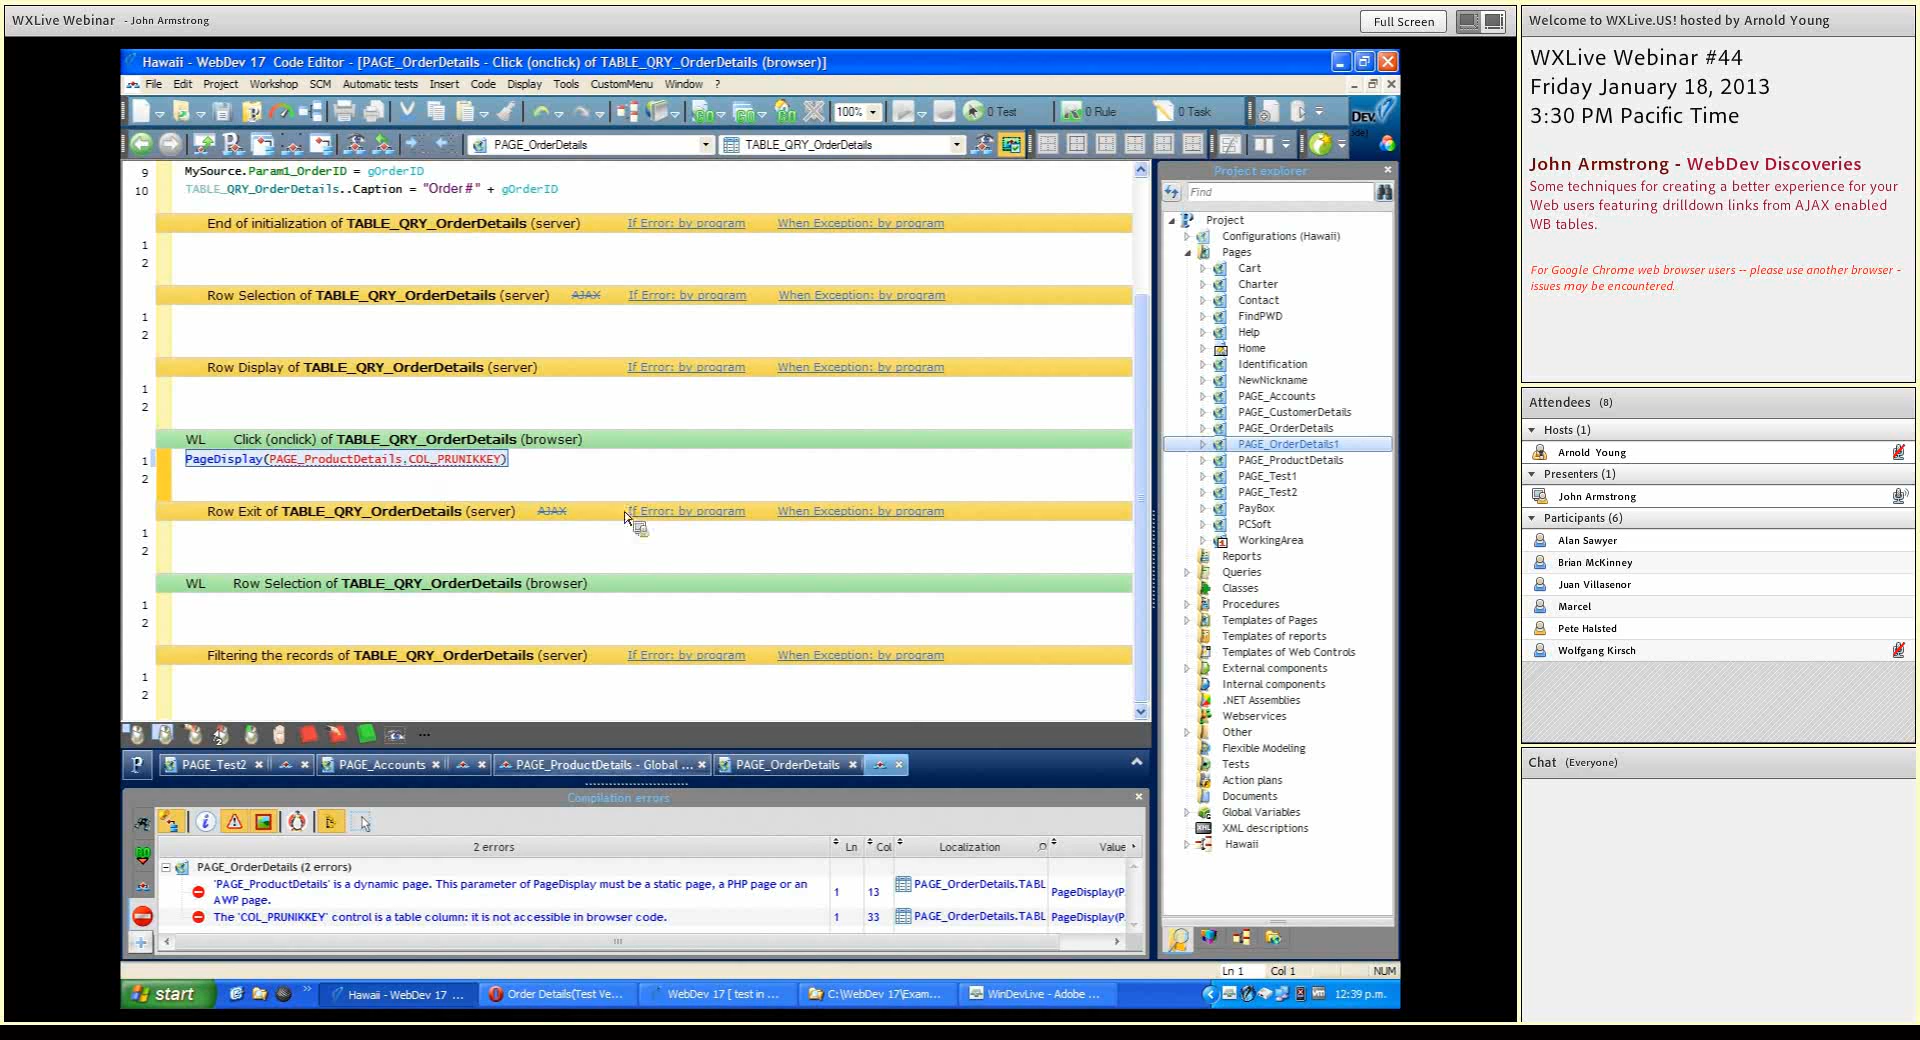 WXLive Webinar - John Armstrong
Full Screen
Hawaii - WebDev 17 Code Editor - [PAGE_OrderDetails - Click (onclick) of TABLE_QRY_OrderDetails (browser)]
File Edit Project Workshop SCM Automatic tests Insert Code Display Tools CustomMenu Window ?
100% 0 Test 0 Rule 0 Task
DEV.
PAGE_OrderDetails TABLE_QRY_OrderDetails
9 MySource.Param1_OrderID = gOrderID
10 TABLE_QRY_OrderDetails..Caption = "Order # " + gOrderID
End of initialization of TABLE_QRY_OrderDetails (server) If Error: by program When Exception: by program
1
2
Row Selection of TABLE_QRY_OrderDetails (server) AJAX If Error: by program When Exception: by program
1
2
Row Display of TABLE_QRY_OrderDetails (server) If Error: by program When Exception: by program
1
2
WL Click (onclick) of TABLE_QRY_OrderDetails (browser)
1 PageDisplay(PAGE_ProductDetails,COL_PRUNIKKEY)
2
Row Exit of TABLE_QRY_OrderDetails (server) AJAX If Error: by program When Exception: by program
1
2
WL Row Selection of TABLE_QRY_OrderDetails (browser)
1
2
Filtering the records of TABLE_QRY_OrderDetails (server) If Error: by program When Exception: by program
1
2
PAGE_Test2 PAGE_Accounts PAGE_ProductDetails - Global ... PAGE_OrderDetails
Compilation errors
2 errors Ln Col Localization Value
PAGE_OrderDetails (2 errors)
'PAGE_ProductDetails' is a dynamic page. This parameter of PageDisplay must be a static page, a PHP page or an AWP page. 1 13 PAGE_OrderDetails.TABL PageDisplay(P
The 'COL_PRUNIKKEY' control is a table column: it is not accessible in browser code. 1 33 PAGE_OrderDetails.TABL PageDisplay(P
Project explorer
Find
Project
Configurations (Hawaii)
Pages
Cart
Charter
Contact
FindPWD
Help
Home
Identification
NewNickname
PAGE_Accounts
PAGE_CustomerDetails
PAGE_OrderDetails
PAGE_OrderDetails1
PAGE_ProductDetails
PAGE_Test1
PAGE_Test2
PayBox
PCSoft
WorkingArea
Reports
Queries
Classes
Procedures
Templates of Pages
Templates of reports
Templates of Web Controls
External components
Internal components
.NET Assemblies
Webservices
Other
Flexible Modeling
Tests
Action plans
Documents
Global Variables
XML descriptions
Hawaii
Ln 1 Col 1 NUM
start Hawaii - WebDev 17 ... Order Details(Test Ve... WebDev 17 [ test in ... C:\WebDev 17\Exam... WinDevLive - Adobe ... 12:39 p.m.
Welcome to WXLive.US! hosted by Arnold Young
WXLive Webinar #44
Friday January 18, 2013
3:30 PM Pacific Time
John Armstrong - WebDev Discoveries
Some techniques for creating a better experience for your
Web users featuring drilldown links from AJAX enabled
WB tables.
For Google Chrome web browser users -- please use another browser -
issues may be encountered.
Attendees (8)
Hosts (1)
Arnold Young
Presenters (1)
John Armstrong
Participants (6)
Alan Sawyer
Brian McKinney
Juan Villasenor
Marcel
Pete Halsted
Wolfgang Kirsch
Chat (Everyone)